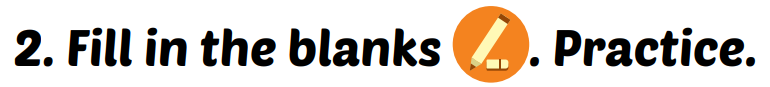 2. Fill in the blanks . Practice.